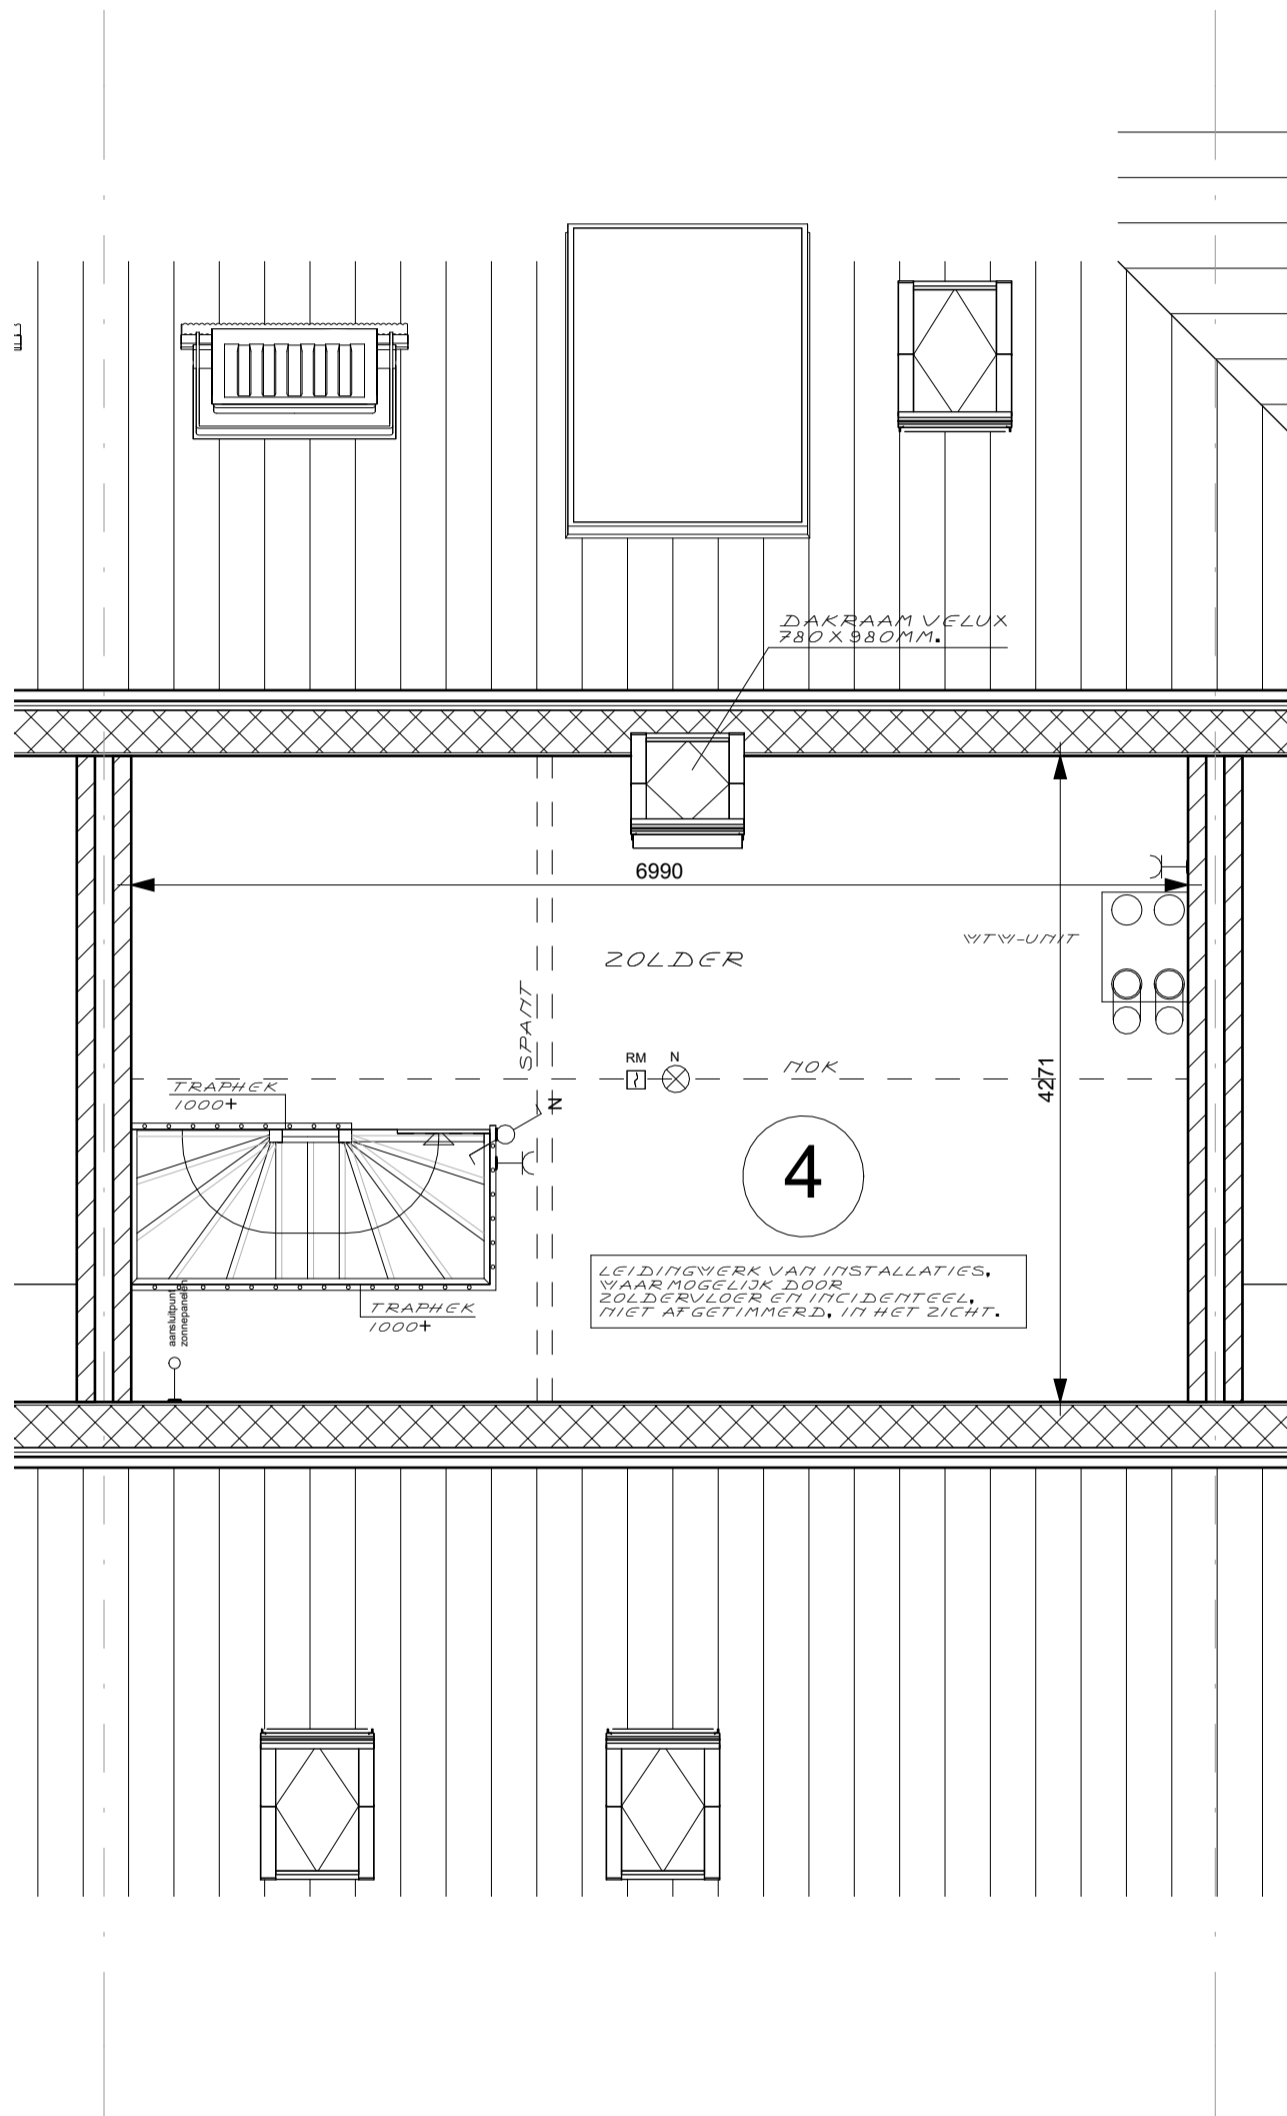 DAKRAAM VELUX
780 X 980MM.
6990
WTW-UNIT
ZOLDER
SPANT
RM
N
NOK
4271
TRAPHEK
1000+
N
4
LEIDINGWERK VAN INSTALLATIES,
WAAR MOGELIJK DOOR
ZOLDERVLOER EN INCIDENTEEL,
NIET AFGETIMMERD, IN HET ZICHT.
TRAPHEK
1000+
aansluitpunt
zonnepanelen